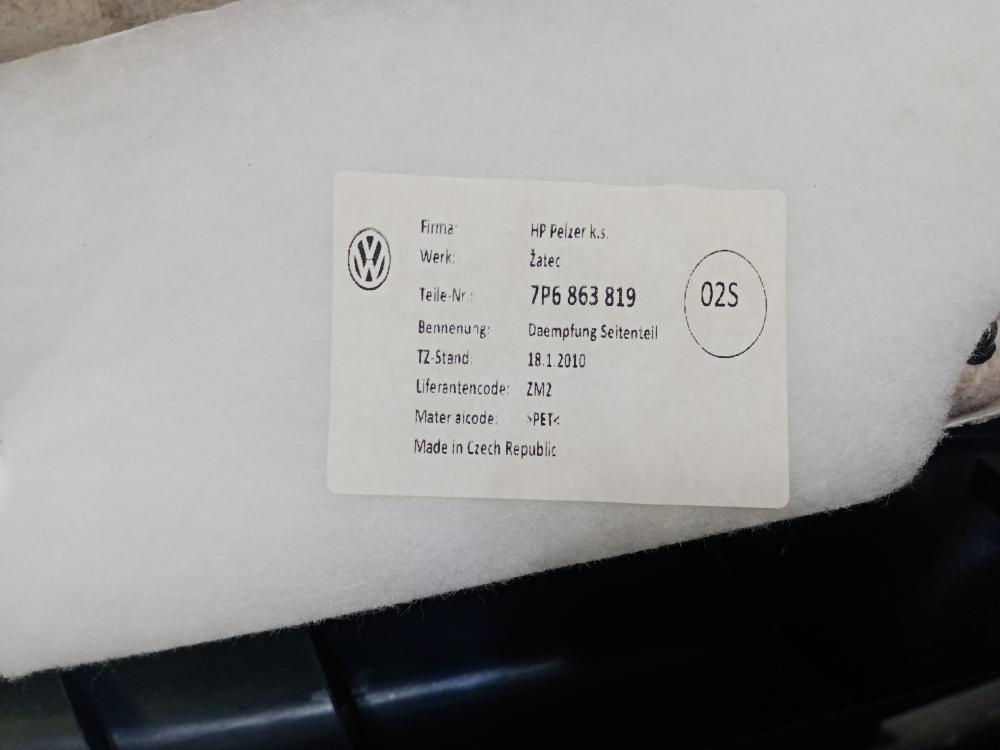 Firma: HP Pelzer k.s.
Werk: Žatec
Teile-Nr.: 7P6 863 819
02S
Bennenung: Daempfung Seitenteil
TZ-Stand: 18.1.2010
Liferantencode: ZM2
Mater alcode: >PET<
Made in Czech Republic